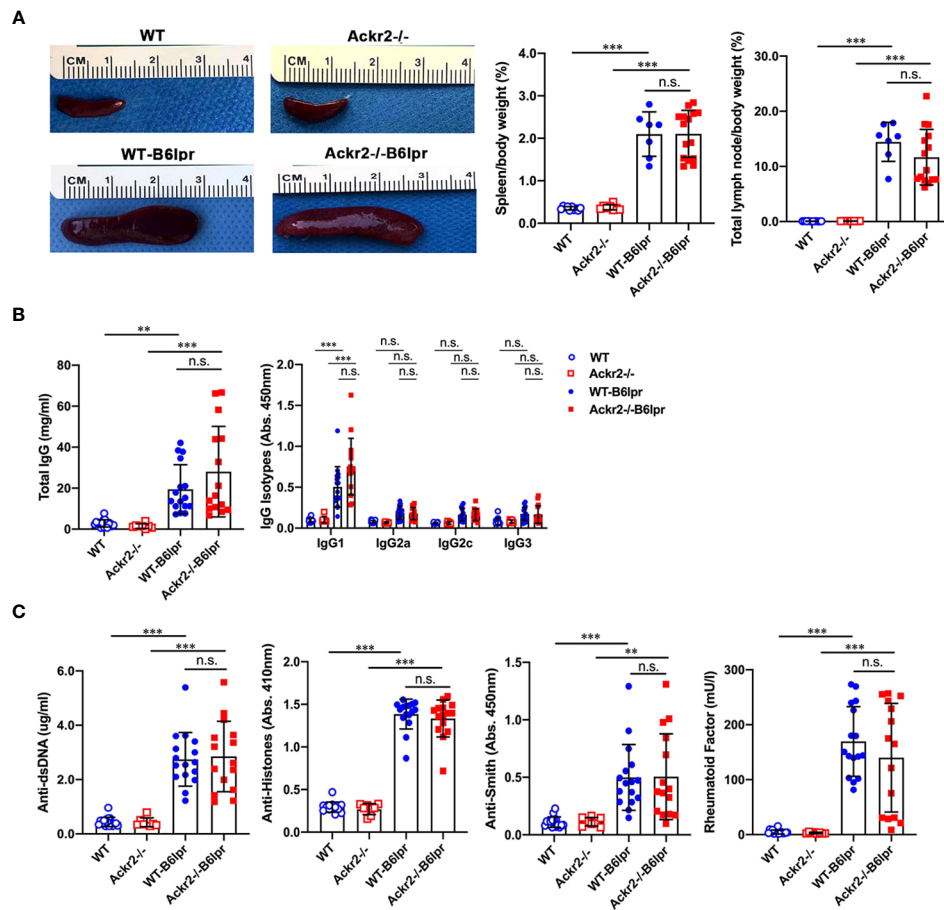 A
WT
CM 1 2 3 4
Ackr2-/-
CM 1 2 3 4
WT-B6lpr
CM 1 2 3 4
Ackr2-/-B6lpr
CM 1 2 3 4
Spleen/body weight (%)
4.0
3.0
2.0
1.0
0.0
***
***
n.s.
WT
Ackr2-/-
WT-B6lpr
Ackr2-/-B6lpr
Total lymph node/body weight (%)
30.0
20.0
10.0
0.0
***
***
n.s.
WT
Ackr2-/-
WT-B6lpr
Ackr2-/-B6lpr
B
Total IgG (mg/ml)
80
60
40
20
0
**
***
n.s.
WT
Ackr2-/-
WT-B6lpr
Ackr2-/-B6lpr
IgG Isotypes (Abs. 450nm)
2.0
1.5
1.0
0.5
0.0
*** n.s. n.s. n.s.
*** n.s. n.s. n.s.
n.s. n.s. n.s. n.s.
IgG1 IgG2a IgG2c IgG3
WT
Ackr2-/-
WT-B6lpr
Ackr2-/-B6lpr
C
Anti-dsDNA (ug/ml)
6.0
4.0
2.0
0.0
***
***
n.s.
WT
Ackr2-/-
WT-B6lpr
Ackr2-/-B6lpr
Anti-Histones (Abs. 410nm)
2.0
1.5
1.0
0.5
0.0
***
***
n.s.
WT
Ackr2-/-
WT-B6lpr
Ackr2-/-B6lpr
Anti-Smith (Abs. 450nm)
1.5
1.0
0.5
0.0
***
**
n.s.
WT
Ackr2-/-
WT-B6lpr
Ackr2-/-B6lpr
Rheumatoid Factor (mU/l)
300
200
100
0
***
***
n.s.
WT
Ackr2-/-
WT-B6lpr
Ackr2-/-B6lpr